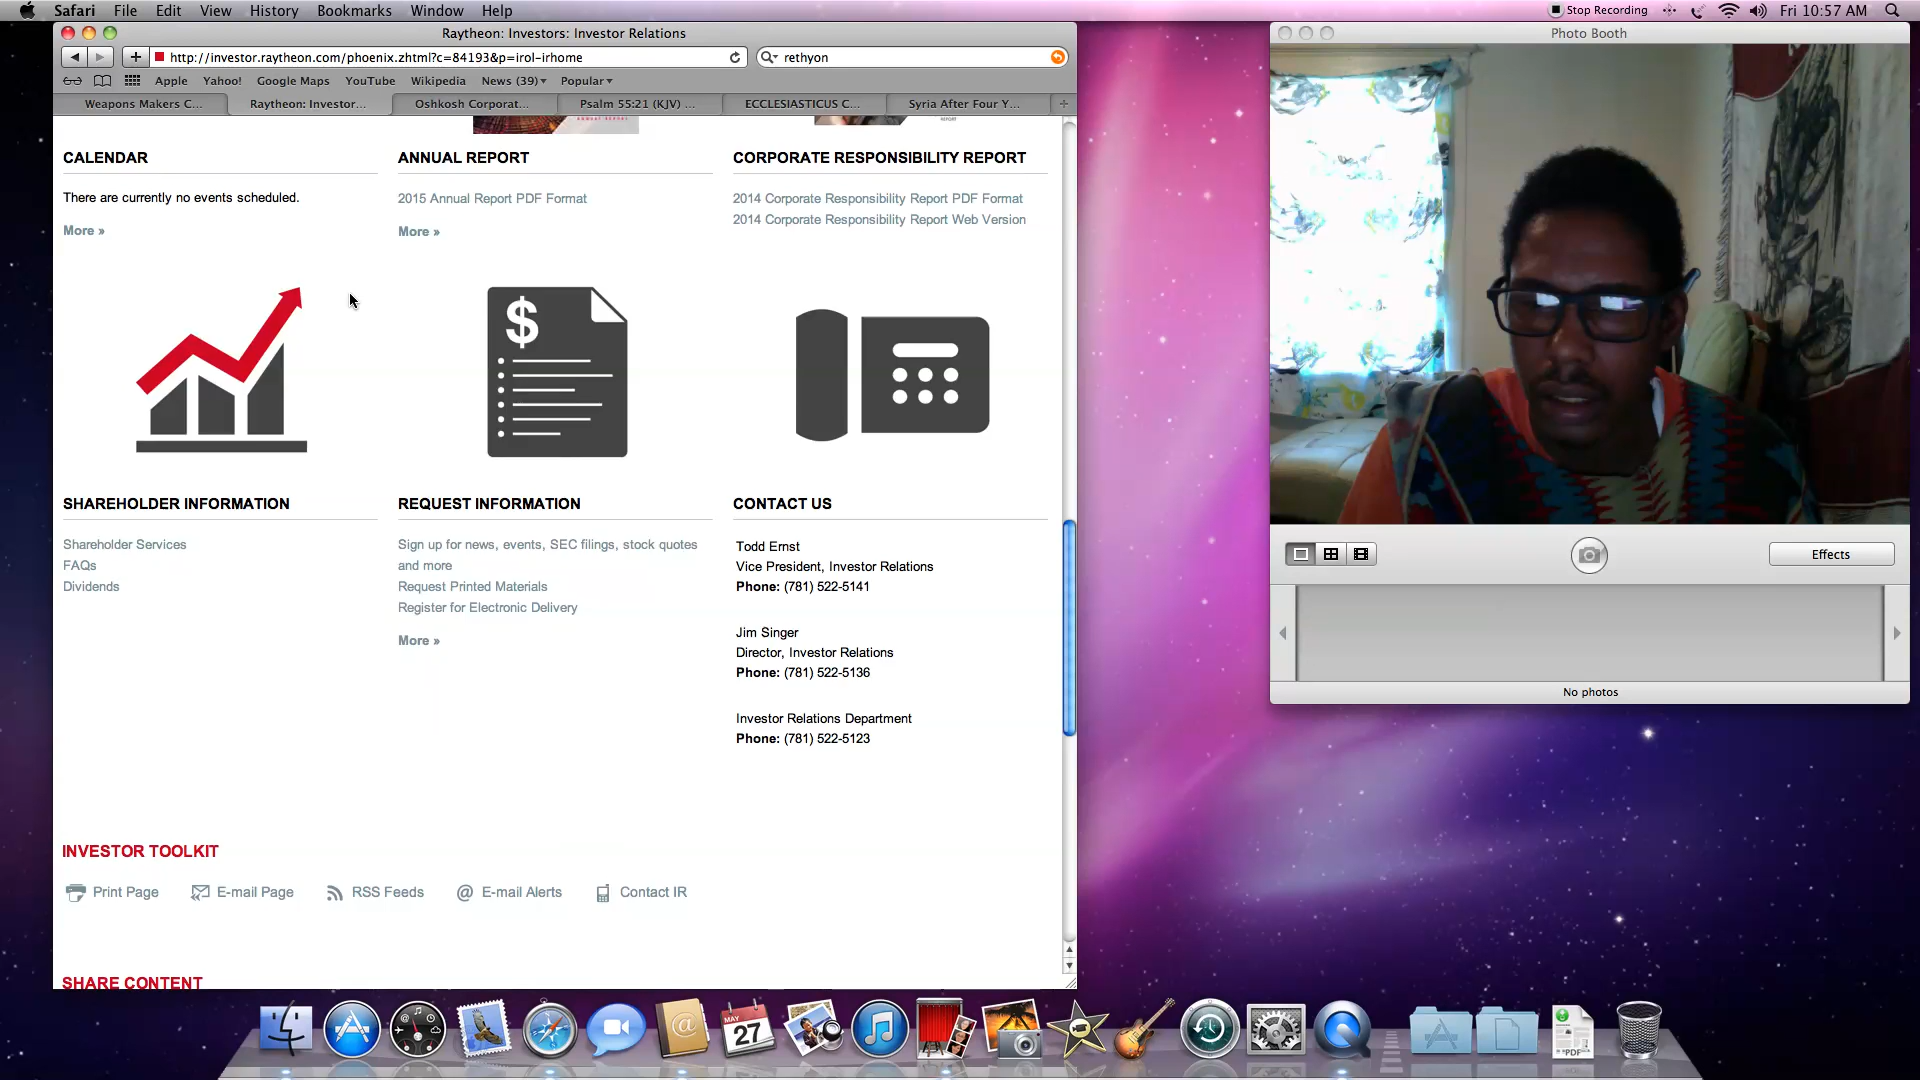 Safari File Edit View History Bookmarks Window Help
Stop Recording
Fri 10:57 AM
Raytheon: Investors: Investor Relations
http://investor.raytheon.com/phoenix.zhtml?c=84193&p=irol-irhome
rethyon
Apple Yahoo! Google Maps YouTube Wikipedia News (39) Popular
Weapons Makers C...
Raytheon: Investor...
Oshkosh Corporat...
Psalm 55:21 (KJV) ...
ECCLESIASTICUS C...
Syria After Four Y...
ANNUAL REPORT
REPORT
CALENDAR
There are currently no events scheduled.
More »
ANNUAL REPORT
2015 Annual Report PDF Format
More »
CORPORATE RESPONSIBILITY REPORT
2014 Corporate Responsibility Report PDF Format
2014 Corporate Responsibility Report Web Version
$
SHAREHOLDER INFORMATION
Shareholder Services
FAQs
Dividends
REQUEST INFORMATION
Sign up for news, events, SEC filings, stock quotes
and more
Request Printed Materials
Register for Electronic Delivery
More »
CONTACT US
Todd Ernst
Vice President, Investor Relations
Phone: (781) 522-5141
Jim Singer
Director, Investor Relations
Phone: (781) 522-5136
Investor Relations Department
Phone: (781) 522-5123
INVESTOR TOOLKIT
Print Page
E-mail Page
RSS Feeds
@ E-mail Alerts
Contact IR
SHARE CONTENT
Photo Booth
Effects
No photos
MAY
27
PDF